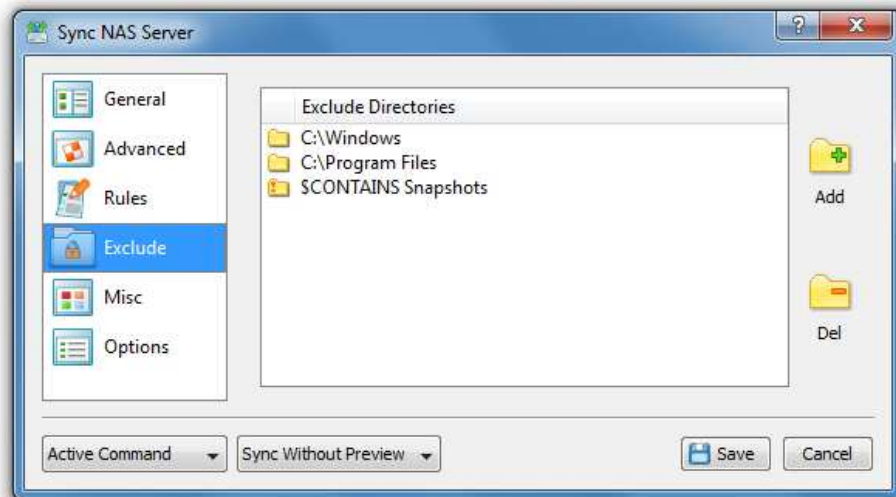 Sync NAS Server
General
Advanced
Rules
Exclude
Misc
Options
Exclude Directories
C:\Windows
C:\Program Files
$CONTAINS Snapshots
Add
Del
Active Command
Sync Without Preview
Save
Cancel